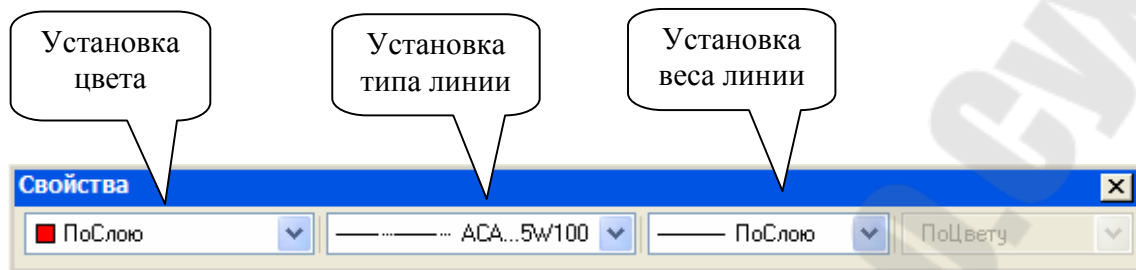 Установка
цвета
Установка
типа линии
Установка
веса линии
Свойства
ПоСлою
ACA...5W100
ПоСлою
ПоЦвету